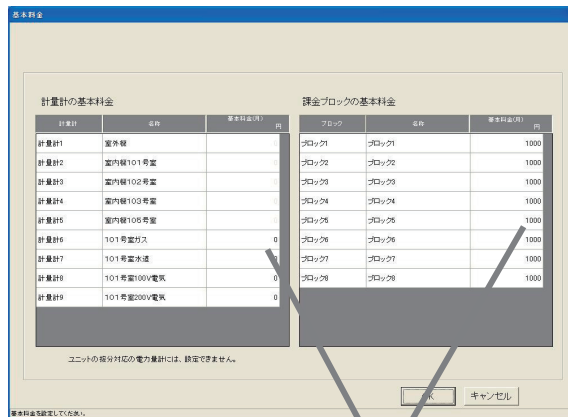 基本料金
計量計の基本料金
計量計 名称 基本料金(月) 円
計量計1 室外機
計量計2 室内機101号室
計量計3 室内機102号室
計量計4 室内機103号室
計量計5 室内機105号室
計量計6 101号室ガス 0
計量計7 101号室水道
計量計8 101号室100V電気 0
計量計9 101号室200V電気 0
課金ブロックの基本料金
ブロック 名称 基本料金(月) 円
ブロック1 ブロック1 1000
ブロック2 ブロック2 1000
ブロック3 ブロック3 1000
ブロック4 ブロック4 1000
ブロック5 ブロック5 1000
ブロック6 ブロック6 1000
ブロック7 ブロック7 1000
ブロック8 ブロック8 1000
ユニットの按分対応の電力量計には、設定できません。
OK キャンセル
基本料金を設定してください。